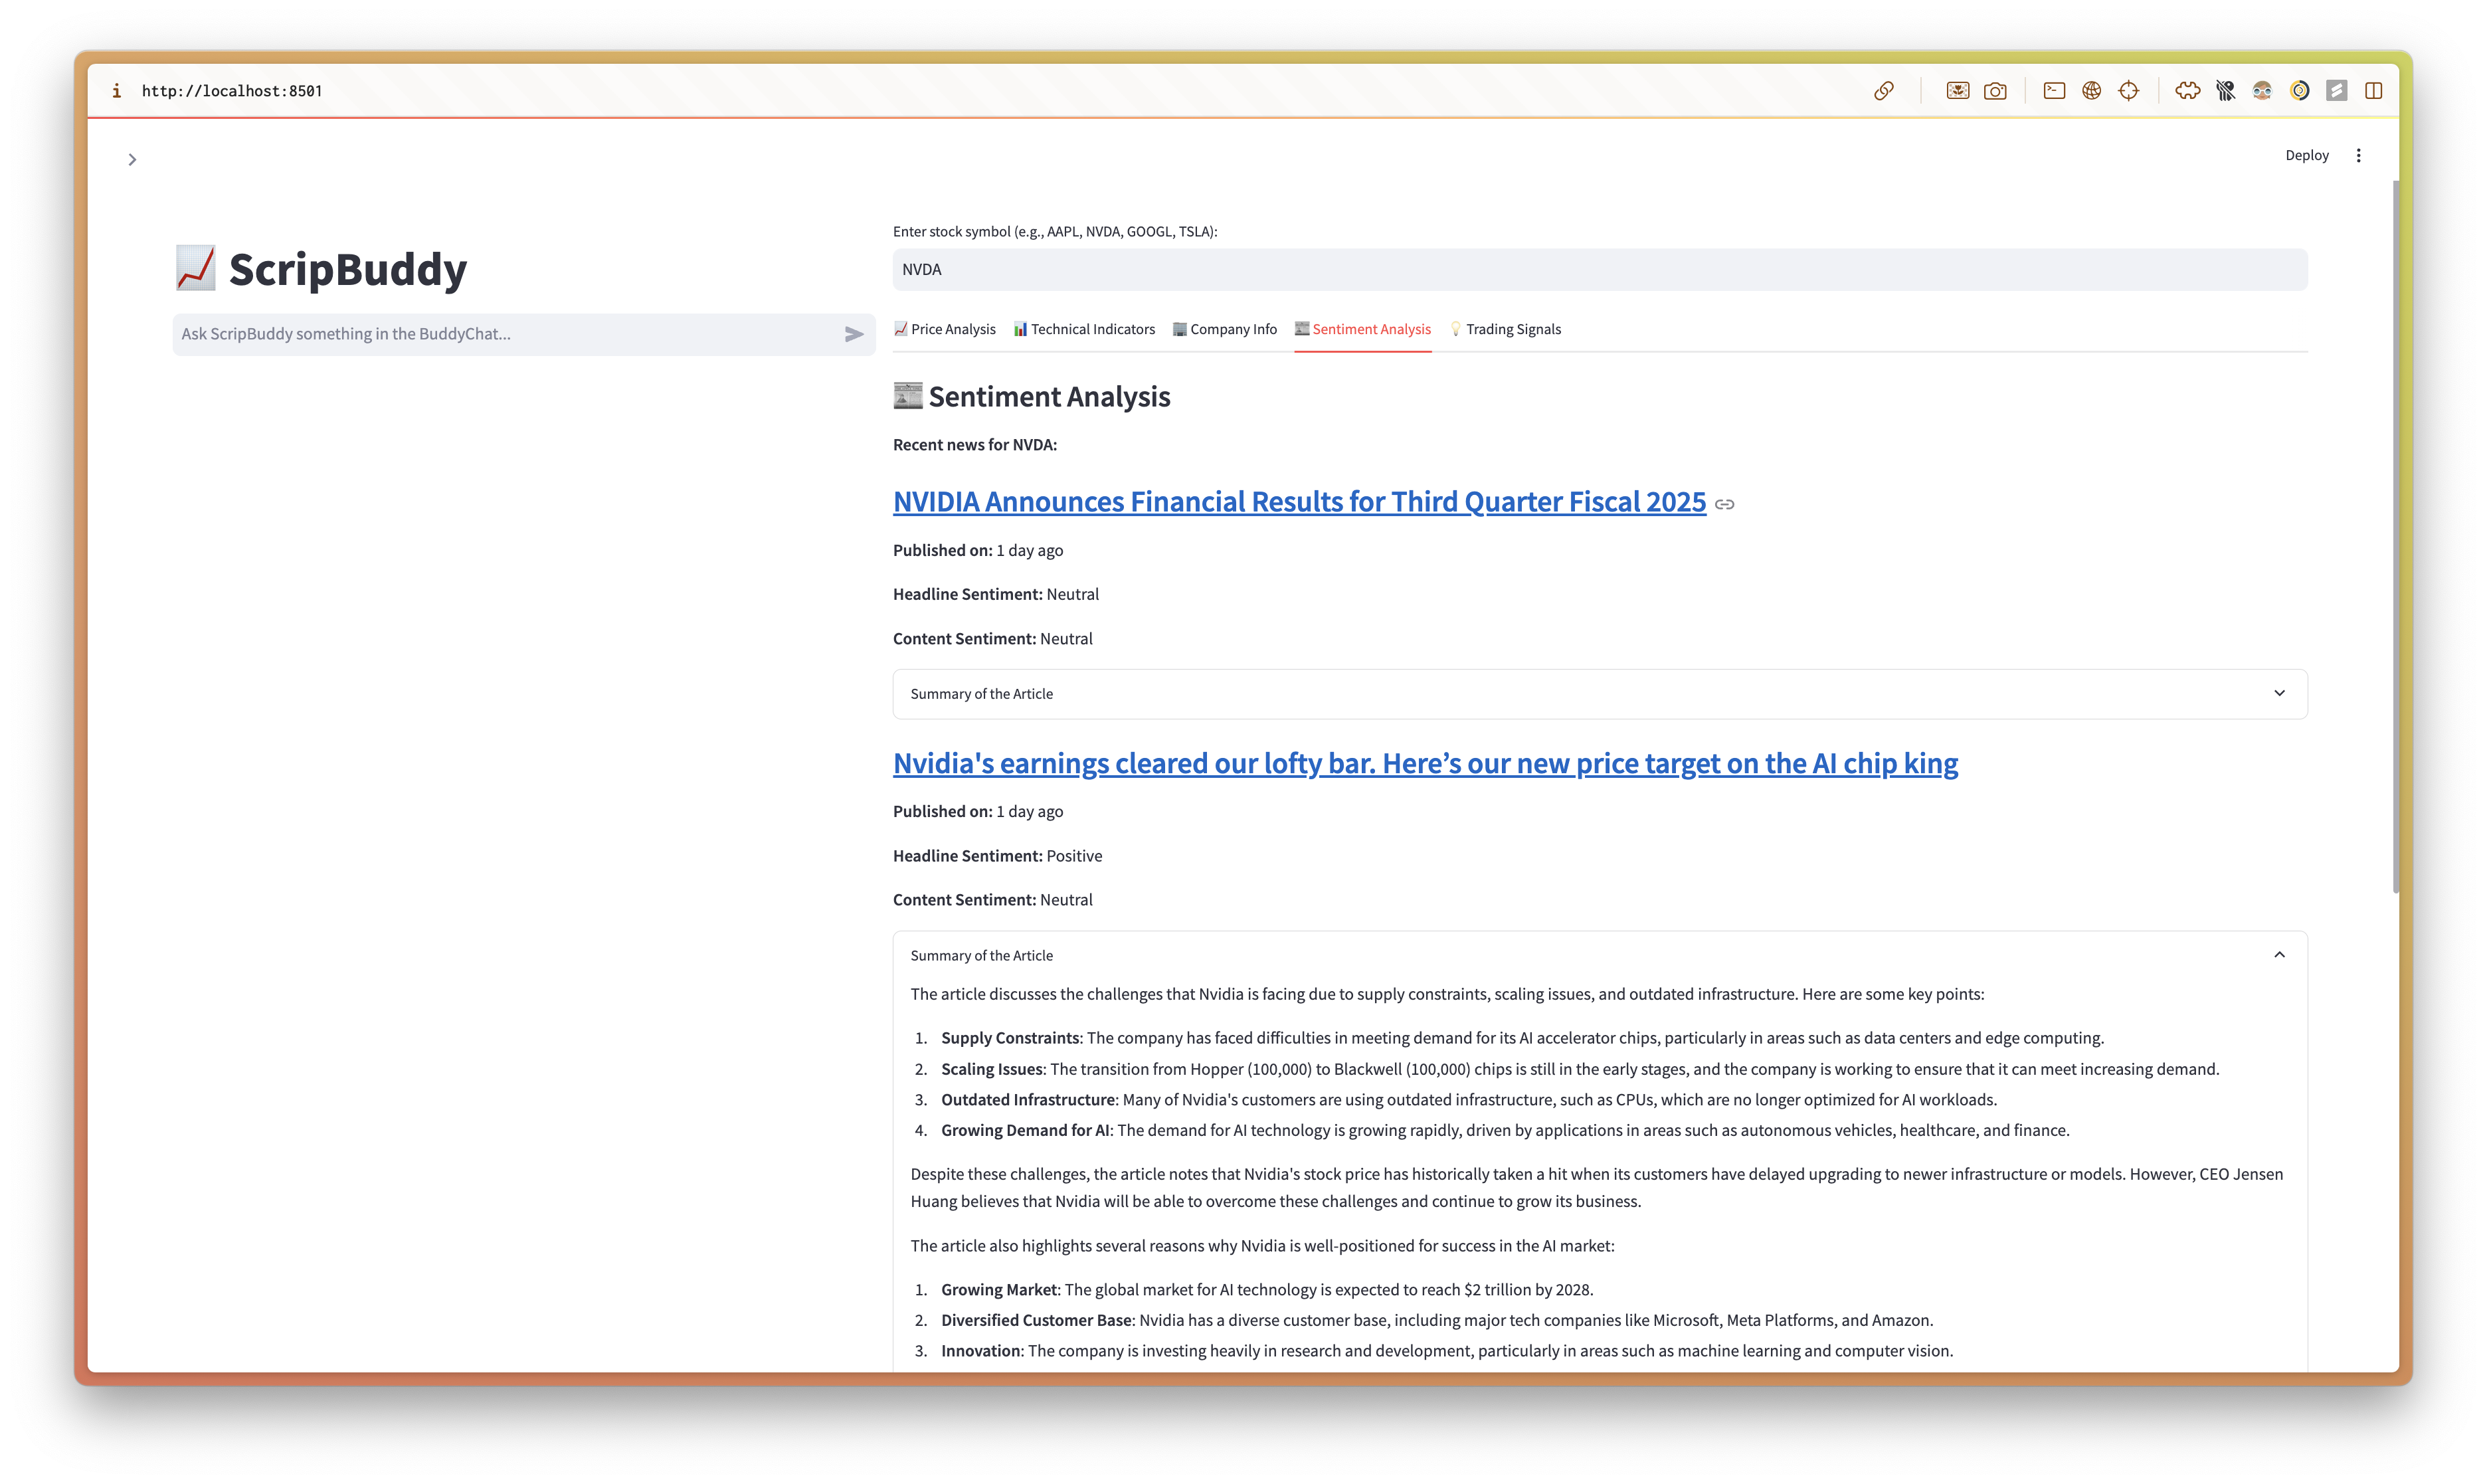 http://localhost:8501
Deploy
ScripBuddy
Ask ScripBuddy something in the BuddyChat...
Enter stock symbol (e.g., AAPL, NVDA, GOOGL, TSLA):
NVDA
Price Analysis Technical Indicators Company Info Sentiment Analysis Trading Signals
Sentiment Analysis
Recent news for NVDA:
NVIDIA Announces Financial Results for Third Quarter Fiscal 2025
Published on: 1 day ago
Headline Sentiment: Neutral
Content Sentiment: Neutral
Summary of the Article
Nvidia's earnings cleared our lofty bar. Here’s our new price target on the AI chip king
Published on: 1 day ago
Headline Sentiment: Positive
Content Sentiment: Neutral
Summary of the Article
The article discusses the challenges that Nvidia is facing due to supply constraints, scaling issues, and outdated infrastructure. Here are some key points:
1. Supply Constraints: The company has faced difficulties in meeting demand for its AI accelerator chips, particularly in areas such as data centers and edge computing.
2. Scaling Issues: The transition from Hopper (100,000) to Blackwell (100,000) chips is still in the early stages, and the company is working to ensure that it can meet increasing demand.
3. Outdated Infrastructure: Many of Nvidia's customers are using outdated infrastructure, such as CPUs, which are no longer optimized for AI workloads.
4. Growing Demand for AI: The demand for AI technology is growing rapidly, driven by applications in areas such as autonomous vehicles, healthcare, and finance.
Despite these challenges, the article notes that Nvidia's stock price has historically taken a hit when its customers have delayed upgrading to newer infrastructure or models. However, CEO Jensen
Huang believes that Nvidia will be able to overcome these challenges and continue to grow its business.
The article also highlights several reasons why Nvidia is well-positioned for success in the AI market:
1. Growing Market: The global market for AI technology is expected to reach $2 trillion by 2028.
2. Diversified Customer Base: Nvidia has a diverse customer base, including major tech companies like Microsoft, Meta Platforms, and Amazon.
3. Innovation: The company is investing heavily in research and development, particularly in areas such as machine learning and computer vision.